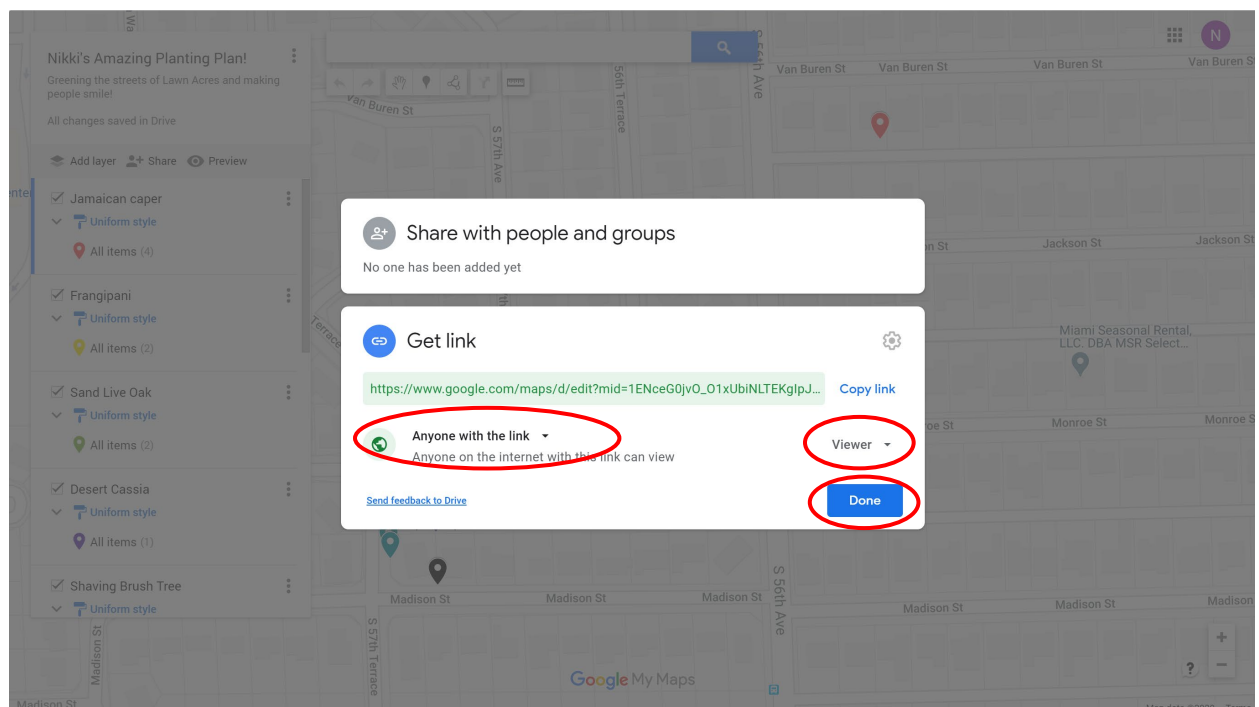 Nikki's Amazing Planting Plan!
Greening the streets of Lawn Acres and making
people smile!
All changes saved in Drive
Add layer Share Preview
Jamaican caper
Uniform style
All items (4)
Frangipani
Uniform style
All items (2)
Sand Live Oak
Uniform style
All items (2)
Desert Cassia
Uniform style
All items (1)
Shaving Brush Tree
Uniform style
N
Share with people and groups
No one has been added yet
Get link
https://www.google.com/maps/d/edit?mid=1ENceG0jvO_O1xUbiNLTEKgIpJ...
Copy link
Anyone with the link
Anyone on the internet with this link can view
Viewer
Send feedback to Drive
Done
Van Buren St
Van Buren St
Van Buren St
Van Buren S
Van Buren St
S 56th Ave
56th Terrace
S 57th Ave
Terrace
Jackson St
Jackson St
Miami Seasonal Rental,
LLC. DBA MSR Select...
Monroe St
Monroe S
Madison St
Madison St
Madison St
Madison St
Madison St
Madison
S 56th Ave
S 57th Terrace
Madison St
Madison St
Google My Maps
+
?
−